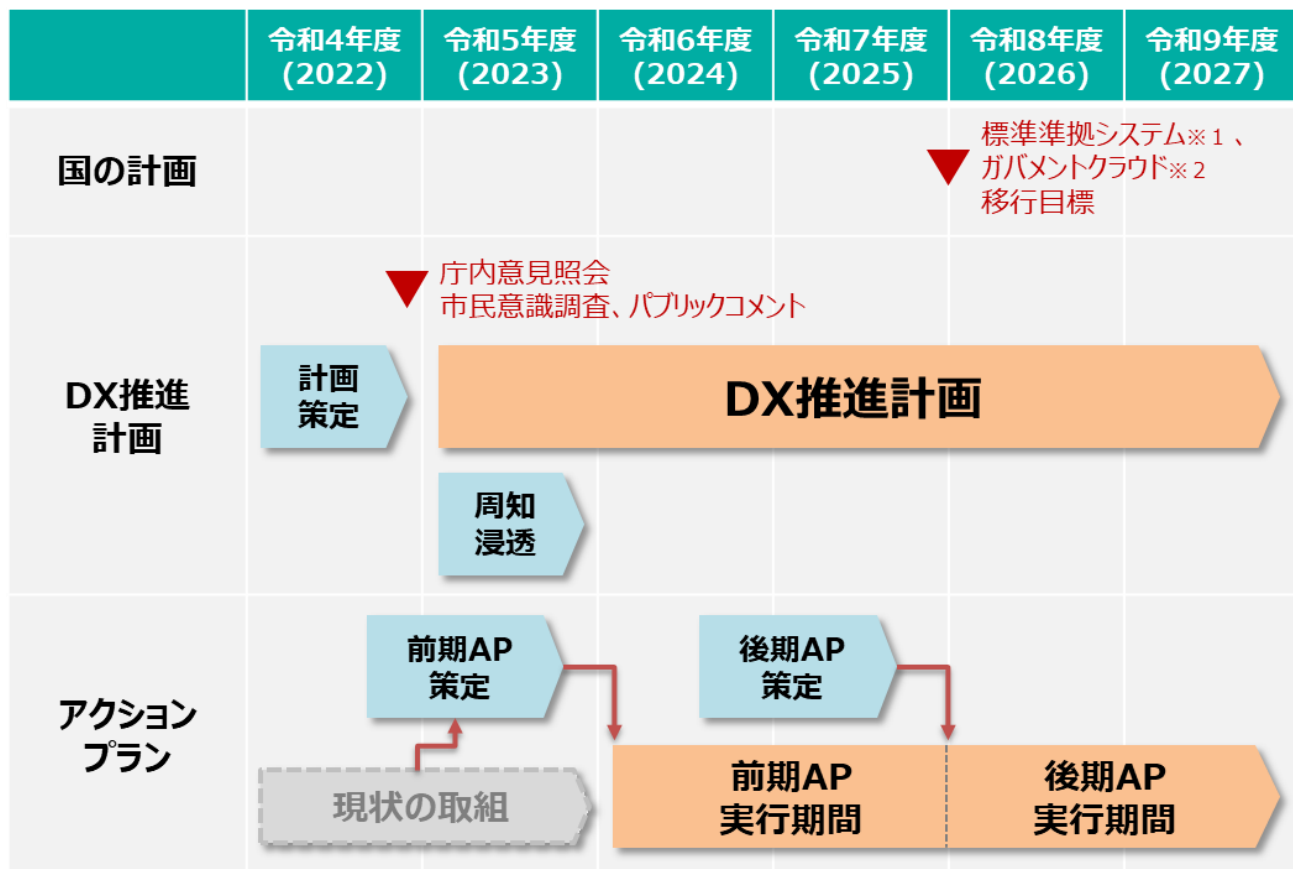 令和4年度
(2022)
令和5年度
(2023)
令和6年度
(2024)
令和7年度
(2025)
令和8年度
(2026)
令和9年度
(2027)
国の計画
標準準拠システム※1、
ガバメントクラウド※2
移行目標
DX推進
計画
庁内意見照会
市民意識調査、パブリックコメント
計画
策定
DX推進計画
周知
浸透
アクション
プラン
前期AP
策定
後期AP
策定
現状の取組
前期AP
実行期間
後期AP
実行期間